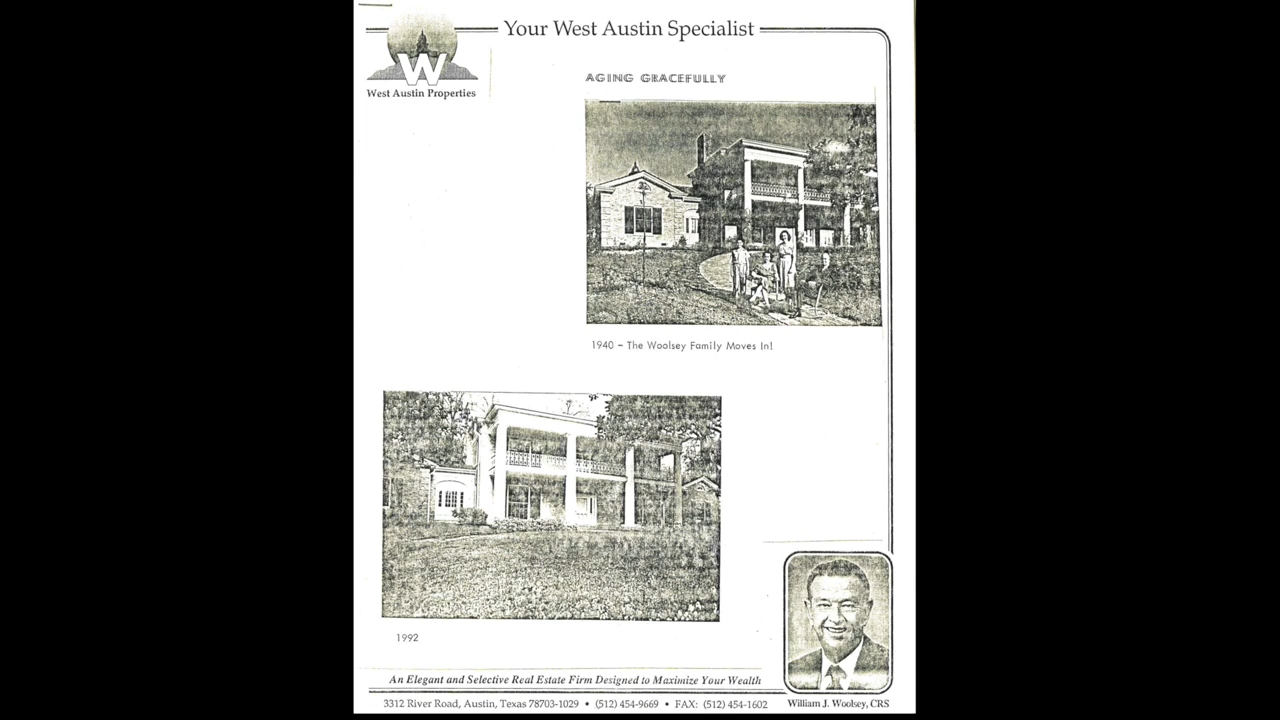 Your West Austin Specialist
W
West Austin Properties
AGING GRACEFULLY
1940 – The Woolsey Family Moves In!
1992
An Elegant and Selective Real Estate Firm Designed to Maximize Your Wealth
3312 River Road, Austin, Texas 78703-1029 • (512) 454-9669 • FAX: (512) 454-1602
William J. Woolsey, CRS